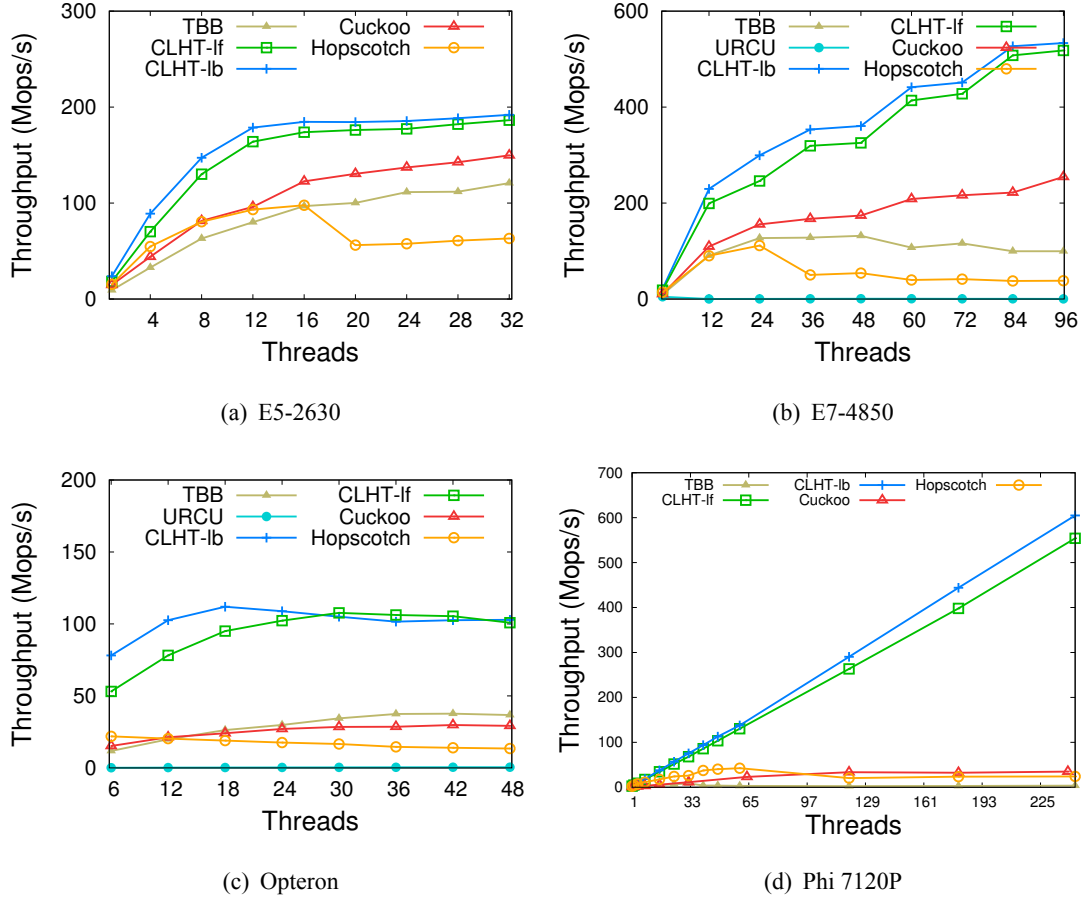 300
200
100
0
Throughput (Mops/s)
TBB
CLHT-lf
CLHT-lb
Cuckoo
Hopscotch
4 8 12 16 20 24 28 32
Threads
(a) E5-2630
600
400
200
0
Throughput (Mops/s)
TBB
URCU
CLHT-lb
CLHT-lf
Cuckoo
Hopscotch
12 24 36 48 60 72 84 96
Threads
(b) E7-4850
200
150
100
50
0
Throughput (Mops/s)
TBB
URCU
CLHT-lb
CLHT-lf
Cuckoo
Hopscotch
6 12 18 24 30 36 42 48
Threads
(c) Opteron
700
600
500
400
300
200
100
0
Throughput (Mops/s)
TBB
CLHT-lf
CLHT-lb
Cuckoo
Hopscotch
1 33 65 97 129 161 193 225
Threads
(d) Phi 7120P